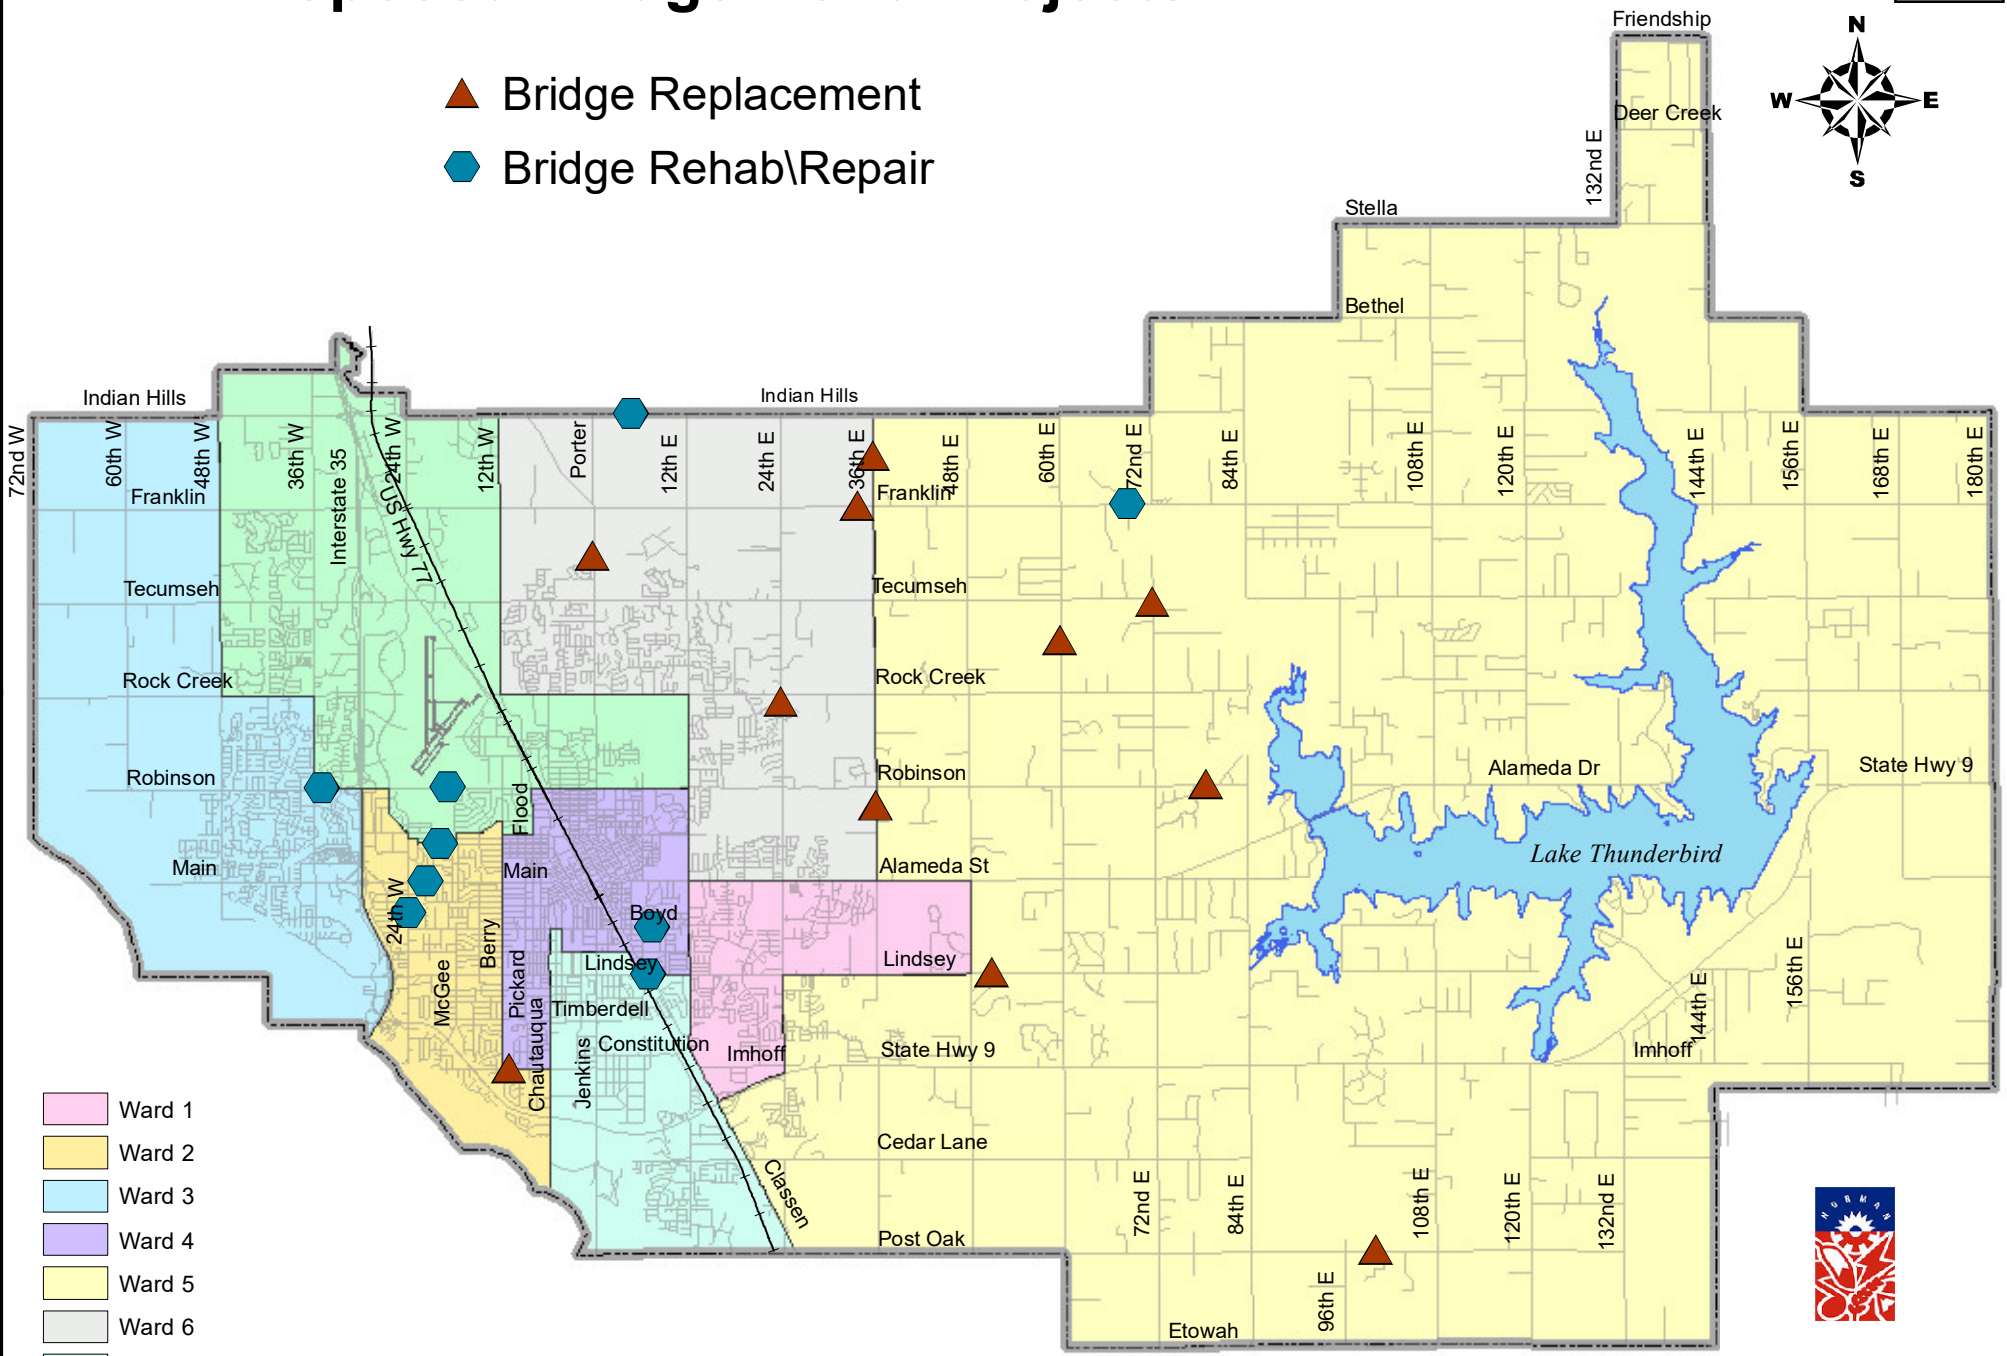 Friendship
N
W
E
S
Bridge Replacement
Bridge Rehab\Repair
Deer Creek
132nd E
Stella
Bethel
Indian Hills
Indian Hills
72nd W
60th W
48th W
36th W
Interstate 35
24th W
US Hwy 77
12th W
Porter
12th E
24th E
36th E
48th E
60th E
72nd E
84th E
108th E
120th E
144th E
156th E
168th E
180th E
Franklin
Franklin
Tecumseh
Tecumseh
Rock Creek
Rock Creek
Robinson
Robinson
Alameda Dr
State Hwy 9
Flood
Main
Main
Alameda St
Lake Thunderbird
24th W
Berry
Boyd
Lindsey
Lindsey
McGee
Pickard
Chautauqua
Timberdell
Constitution
Jenkins
Imhoff
State Hwy 9
Imhoff
144th E
156th E
Cedar Lane
Classen
Post Oak
72nd E
84th E
96th E
108th E
120th E
132nd E
Etowah
Ward 1
Ward 2
Ward 3
Ward 4
Ward 5
Ward 6
NORMAN